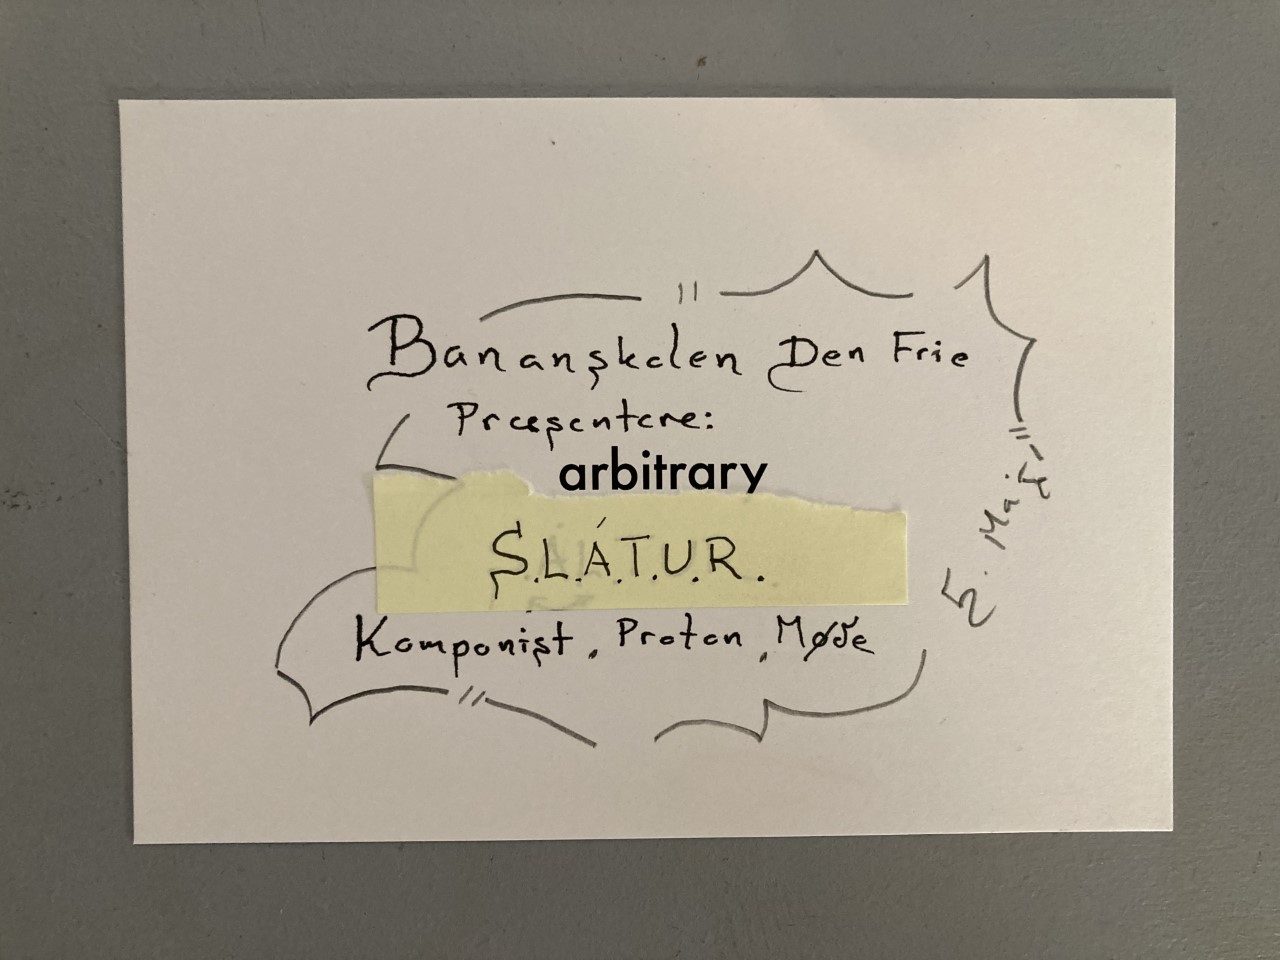 Bananskolen Den Frie
Præsentere:
arbitrary
S.L.Á.T.U.R.
Komponist, Proton, Møde
5. Maj